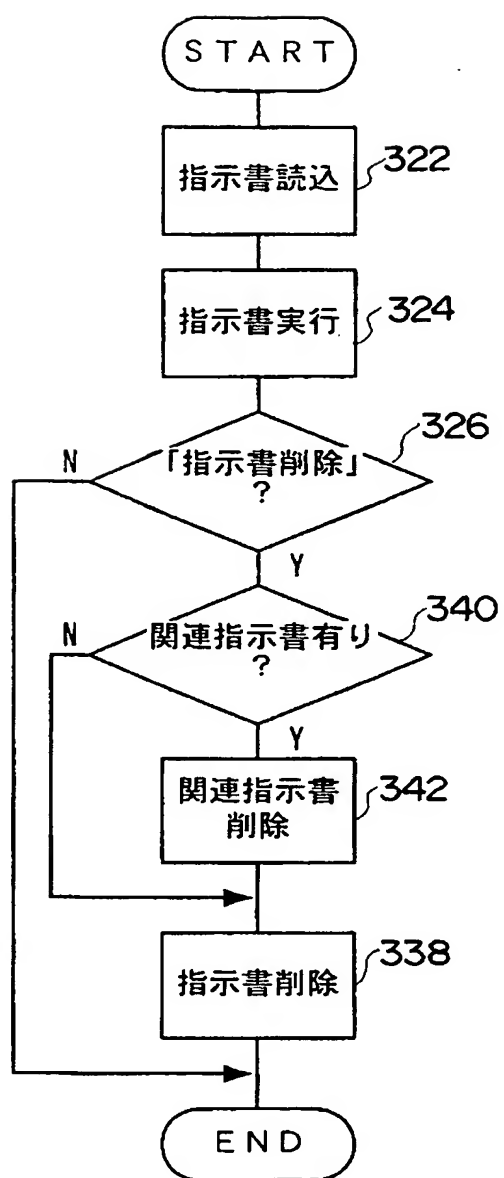 START
指示書読込
322
指示書実行
324
326
N
「指示書削除」
?
Y
340
N
関連指示書有り
?
Y
関連指示書
削除
342
338
指示書削除
END